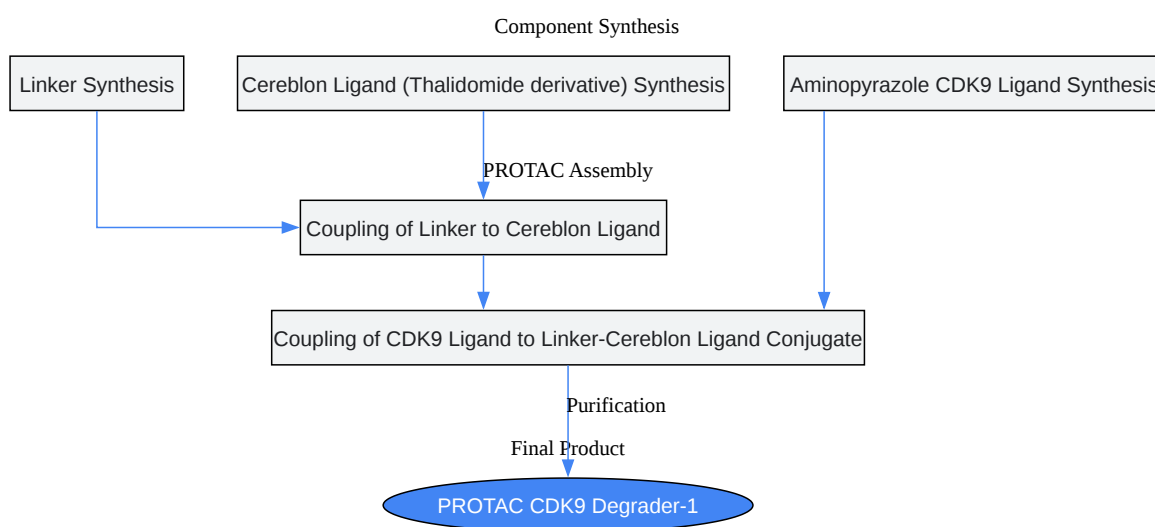 Component Synthesis
Linker Synthesis
Cereblon Ligand (Thalidomide derivative) Synthesis
Aminopyrazole CDK9 Ligand Synthesis
PROTAC Assembly
Coupling of Linker to Cereblon Ligand
Coupling of CDK9 Ligand to Linker-Cereblon Ligand Conjugate
Purification
Final Product
PROTAC CDK9 Degrader-1